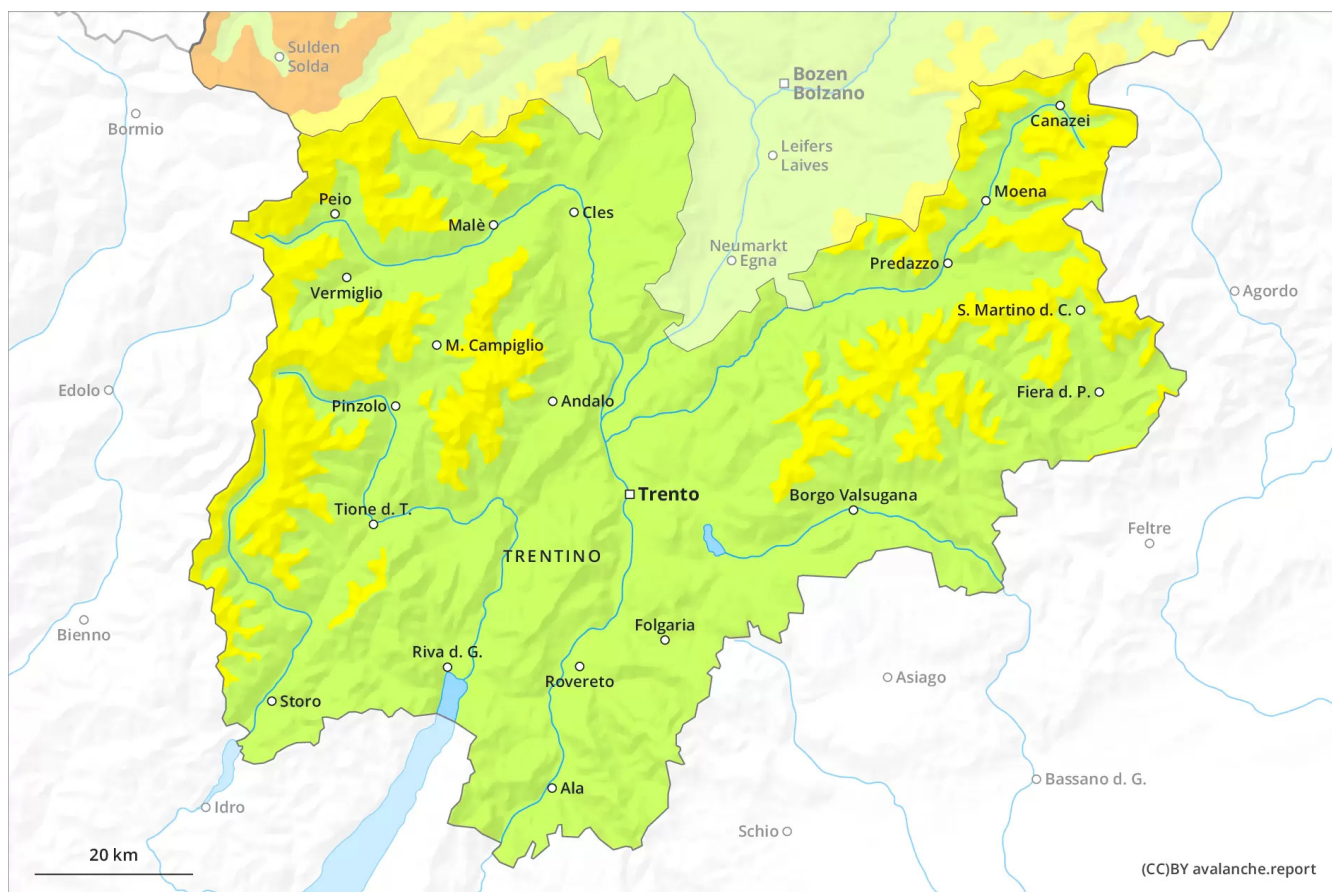 Sulden
Solda
Bozen
Bolzano
Bormio
Canazei
Leifers
Laives
Moena
Peio
Malè
Cles
Neumarkt
Egna
Predazzo
Vermiglio
Agordo
S. Martino d. C.
M. Campiglio
Edolo
Pinzolo
Andalo
Fiera d. P.
Trento
Borgo Valsugana
Tione d. T.
Feltre
TRENTINO
Bienno
Folgaria
Riva d. G.
Rovereto
Asiago
Storo
Bassano d. G.
Ala
Idro
Schio
20 km
(CC)BY avalanche.report